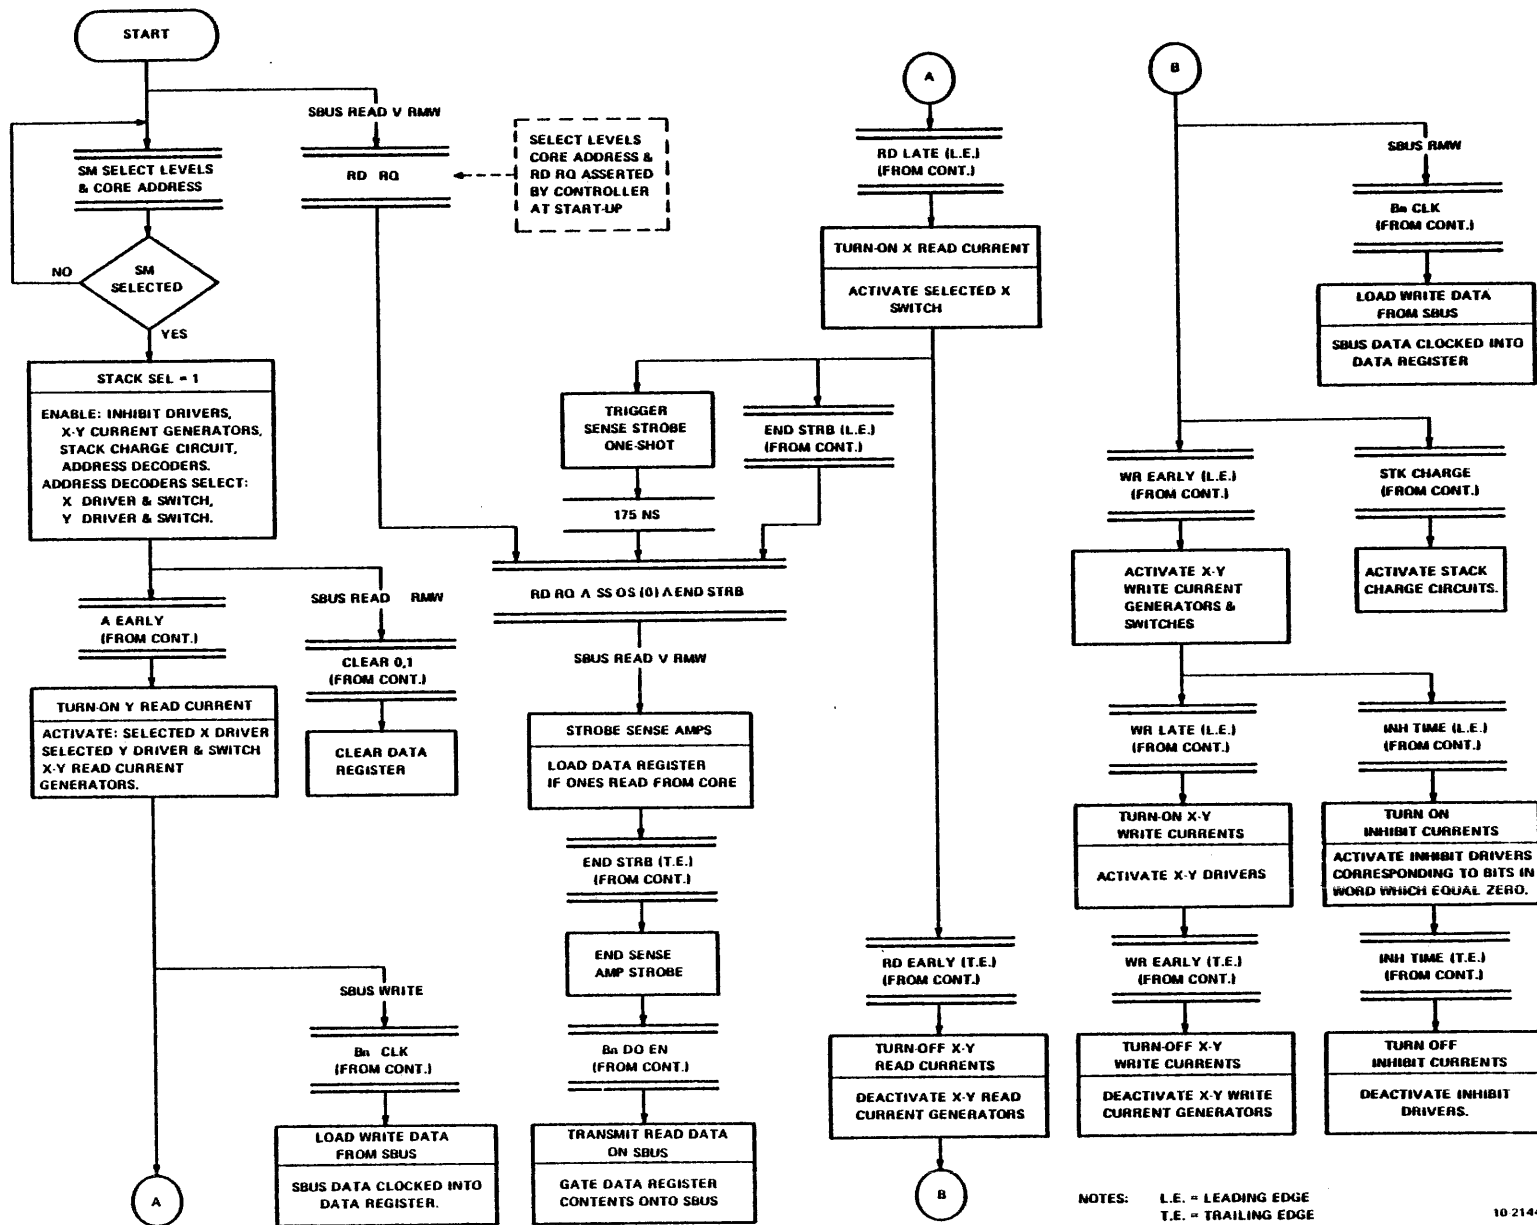 START
SBUS READ V RMW
SM SELECT LEVELS
& CORE ADDRESS
RD RQ
SELECT LEVELS
CORE ADDRESS &
RD RQ ASSERTED
BY CONTROLLER
AT START-UP
NO
SM
SELECTED
YES
STACK SEL = 1
ENABLE: INHIBIT DRIVERS,
X-Y CURRENT GENERATORS,
STACK CHARGE CIRCUIT,
ADDRESS DECODERS.
ADDRESS DECODERS SELECT:
X DRIVER & SWITCH,
Y DRIVER & SWITCH.
A EARLY
(FROM CONT.)
SBUS READ RMW
CLEAR 0,1
(FROM CONT.)
TURN-ON Y READ CURRENT
ACTIVATE: SELECTED X DRIVER
SELECTED Y DRIVER & SWITCH
X-Y READ CURRENT
GENERATORS.
CLEAR DATA
REGISTER
SBUS WRITE
Bn CLK
(FROM CONT.)
LOAD WRITE DATA
FROM SBUS
SBUS DATA CLOCKED INTO
DATA REGISTER.
A
A
RD LATE (L.E.)
(FROM CONT.)
TURN-ON X READ CURRENT
ACTIVATE SELECTED X
SWITCH
TRIGGER
SENSE STROBE
ONE-SHOT
END STRB (L.E.)
(FROM CONT.)
175 NS
RD RQ Λ SS OS (0) Λ END STRB
SBUS READ V RMW
STROBE SENSE AMPS
LOAD DATA REGISTER
IF ONES READ FROM CORE
END STRB (T.E.)
(FROM CONT.)
END SENSE
AMP STROBE
Bn DO EN
(FROM CONT.)
TRANSMIT READ DATA
ON SBUS
GATE DATA REGISTER
CONTENTS ONTO SBUS
RD EARLY (T.E.)
(FROM CONT.)
TURN-OFF X-Y
READ CURRENTS
DEACTIVATE X-Y READ
CURRENT GENERATORS
B
B
SBUS RMW
Bn CLK
(FROM CONT.)
LOAD WRITE DATA
FROM SBUS
SBUS DATA CLOCKED INTO
DATA REGISTER
WR EARLY (L.E.)
(FROM CONT.)
STK CHARGE
(FROM CONT.)
ACTIVATE X-Y
WRITE CURRENT
GENERATORS &
SWITCHES
ACTIVATE STACK
CHARGE CIRCUITS.
WR LATE (L.E.)
(FROM CONT.)
INH TIME (L.E.)
(FROM CONT.)
TURN-ON X-Y
WRITE CURRENTS
ACTIVATE X-Y DRIVERS
TURN ON
INHIBIT CURRENTS
ACTIVATE INHIBIT DRIVERS
CORRESPONDING TO BITS IN
WORD WHICH EQUAL ZERO.
WR EARLY (T.E.)
(FROM CONT.)
INH TIME (T.E.)
(FROM CONT.)
TURN-OFF X-Y
WRITE CURRENTS
DEACTIVATE X-Y WRITE
CURRENT GENERATORS
TURN OFF
INHIBIT CURRENTS
DEACTIVATE INHIBIT
DRIVERS.
NOTES: L.E. = LEADING EDGE
T.E. = TRAILING EDGE